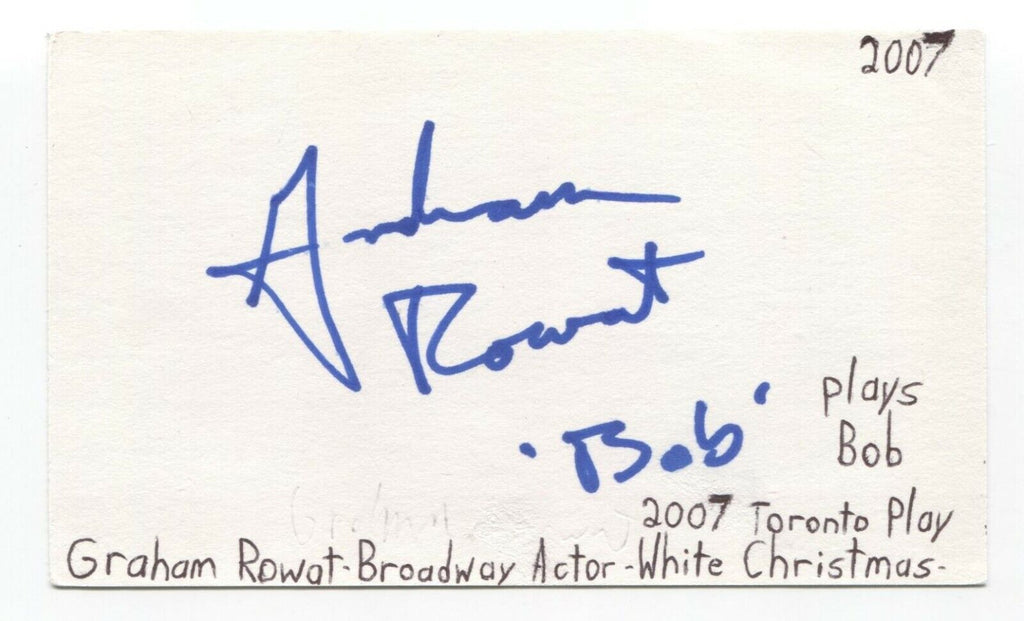 2007
Graham
Rowat
'Bob'
plays
Bob
2007 Toronto Play
Graham Rowat-Broadway Actor-White Christmas-